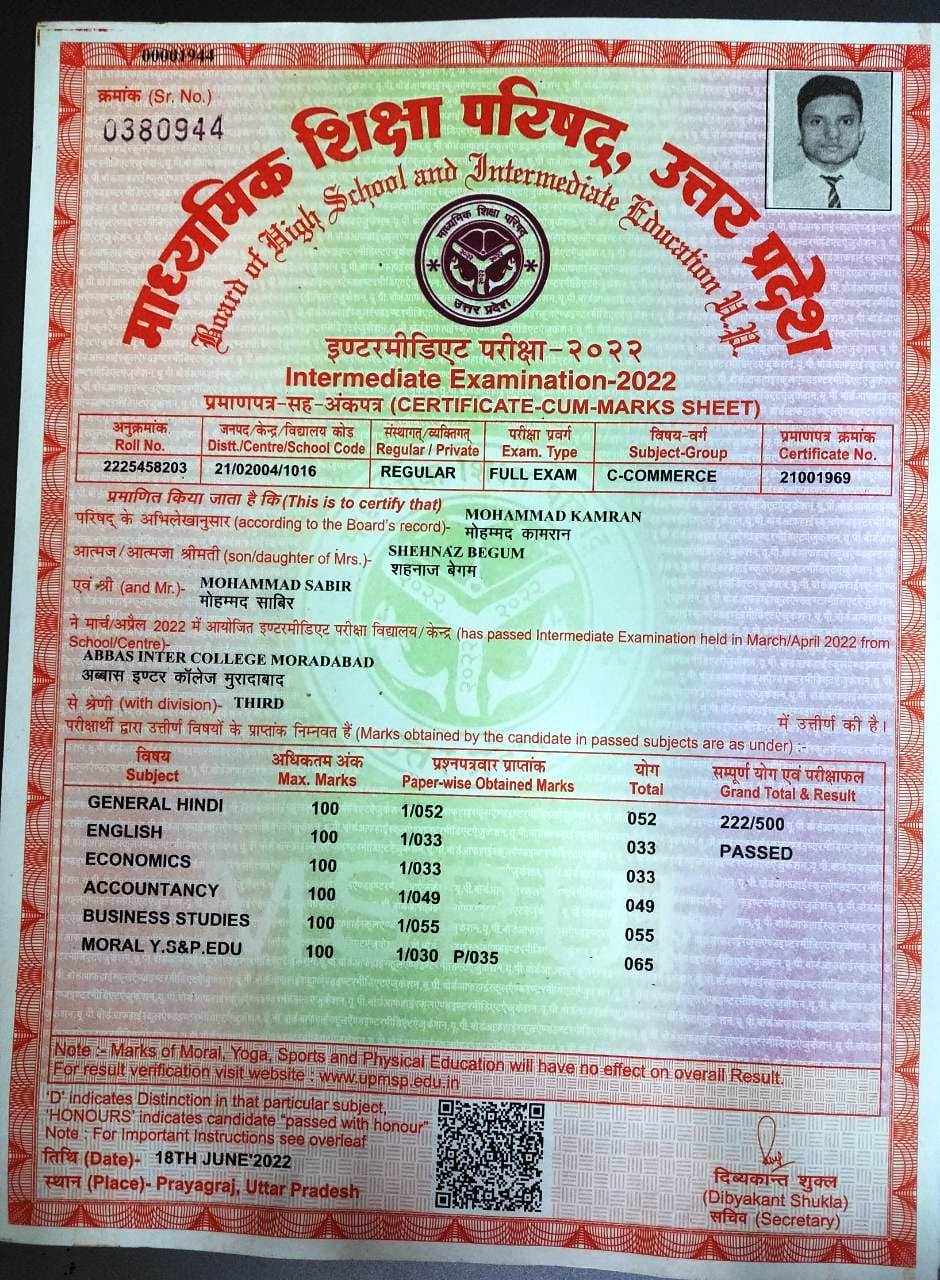 00001944
क्रमांक (Sr. No.)
0380944
माध्यमिक शिक्षा परिषद्, उत्तर प्रदेश
Board of High School and Intermediate Education U.P.
माध्यमिक शिक्षा परिषद्
उत्तर प्रदेश
इण्टरमीडिएट परीक्षा-२०२२
Intermediate Examination-2022
प्रमाणपत्र-सह-अंकपत्र (CERTIFICATE-CUM-MARKS SHEET)
अनुक्रमांक जनपद/केन्द्र/विद्यालय कोड संस्थागत्/व्यक्तिगत् परीक्षा प्रवर्ग विषय-वर्ग प्रमाणपत्र क्रमांक
Roll No. Distt./Centre/School Code Regular / Private Exam. Type Subject-Group Certificate No.
2225458203 21/02004/1016 REGULAR FULL EXAM C-COMMERCE 21001969
प्रमाणित किया जाता है कि (This is to certify that)
MOHAMMAD KAMRAN
परिषद् के अभिलेखानुसार (according to the Board's record)- मोहम्मद कामरान
SHEHNAZ BEGUM
आत्मज/आत्मजा श्रीमती (son/daughter of Mrs.)- शहनाज बेगम
एवं श्री (and Mr.)- MOHAMMAD SABIR
मोहम्मद साबिर
ने मार्च/अप्रैल 2022 में आयोजित इण्टरमीडिएट परीक्षा विद्यालय/केन्द्र (has passed Intermediate Examination held in March/April 2022 from
School/Centre)-
ABBAS INTER COLLEGE MORADABAD
अब्बास इण्टर कॉलेज मुरादाबाद
से श्रेणी (with division)- THIRD में उत्तीर्ण की है।
परीक्षार्थी द्वारा उत्तीर्ण विषयों के प्राप्तांक निम्नवत हैं (Marks obtained by the candidate in passed subjects are as under) :-
विषय अधिकतम अंक प्रश्नपत्रवार प्राप्तांक योग सम्पूर्ण योग एवं परीक्षाफल
Subject Max. Marks Paper-wise Obtained Marks Total Grand Total & Result
GENERAL HINDI 100 1/052 052 222/500
ENGLISH 100 1/033 033 PASSED
ECONOMICS 100 1/033 033
ACCOUNTANCY 100 1/049 049
BUSINESS STUDIES 100 1/055 055
MORAL Y.S&P.EDU 100 1/030 P/035 065
Note :- Marks of Moral, Yoga, Sports and Physical Education will have no effect on overall Result.
For result verification visit website : www.upmsp.edu.in
'D' indicates Distinction in that particular subject,
'HONOURS' indicates candidate "passed with honour"
Note : For Important Instructions see overleaf
तिथि (Date)- 18TH JUNE'2022
स्थान (Place)- Prayagraj, Uttar Pradesh
दिब्यकान्त शुक्ल
(Dibyakant Shukla)
सचिव (Secretary)